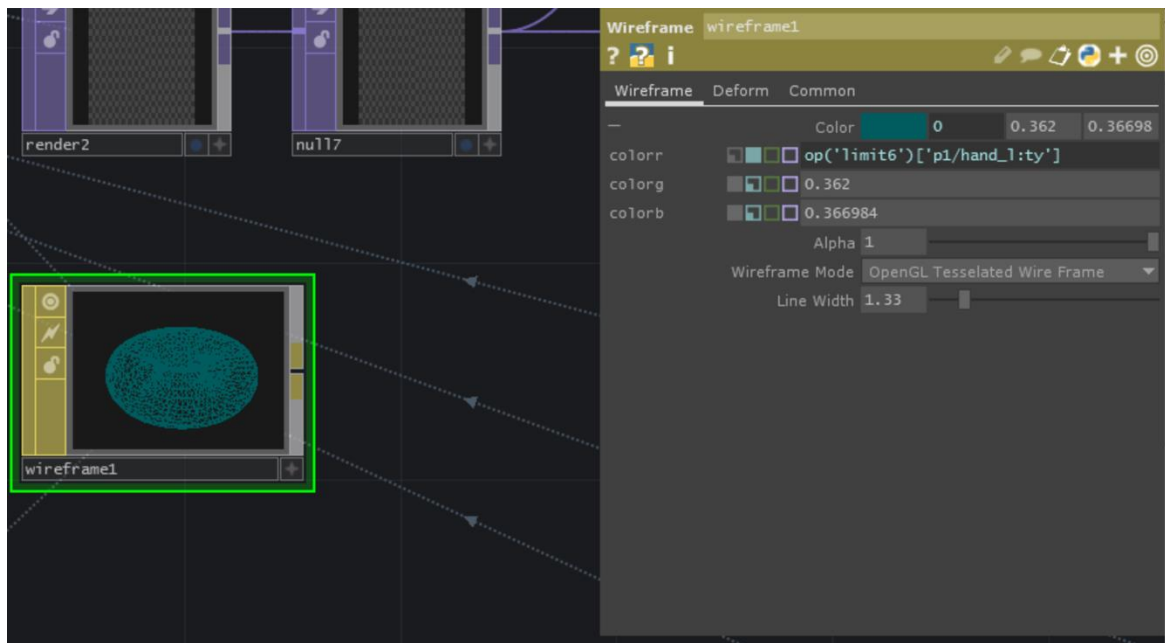 render2
null7
wireframe1
Wireframe wireframe1
? ? i
Wireframe Deform Common
Color 0 0.362 0.36698
colorr op('limit6')['p1/hand_l:ty']
colorg 0.362
colorb 0.366984
Alpha 1
Wireframe Mode OpenGL Tesselated Wire Frame
Line Width 1.33